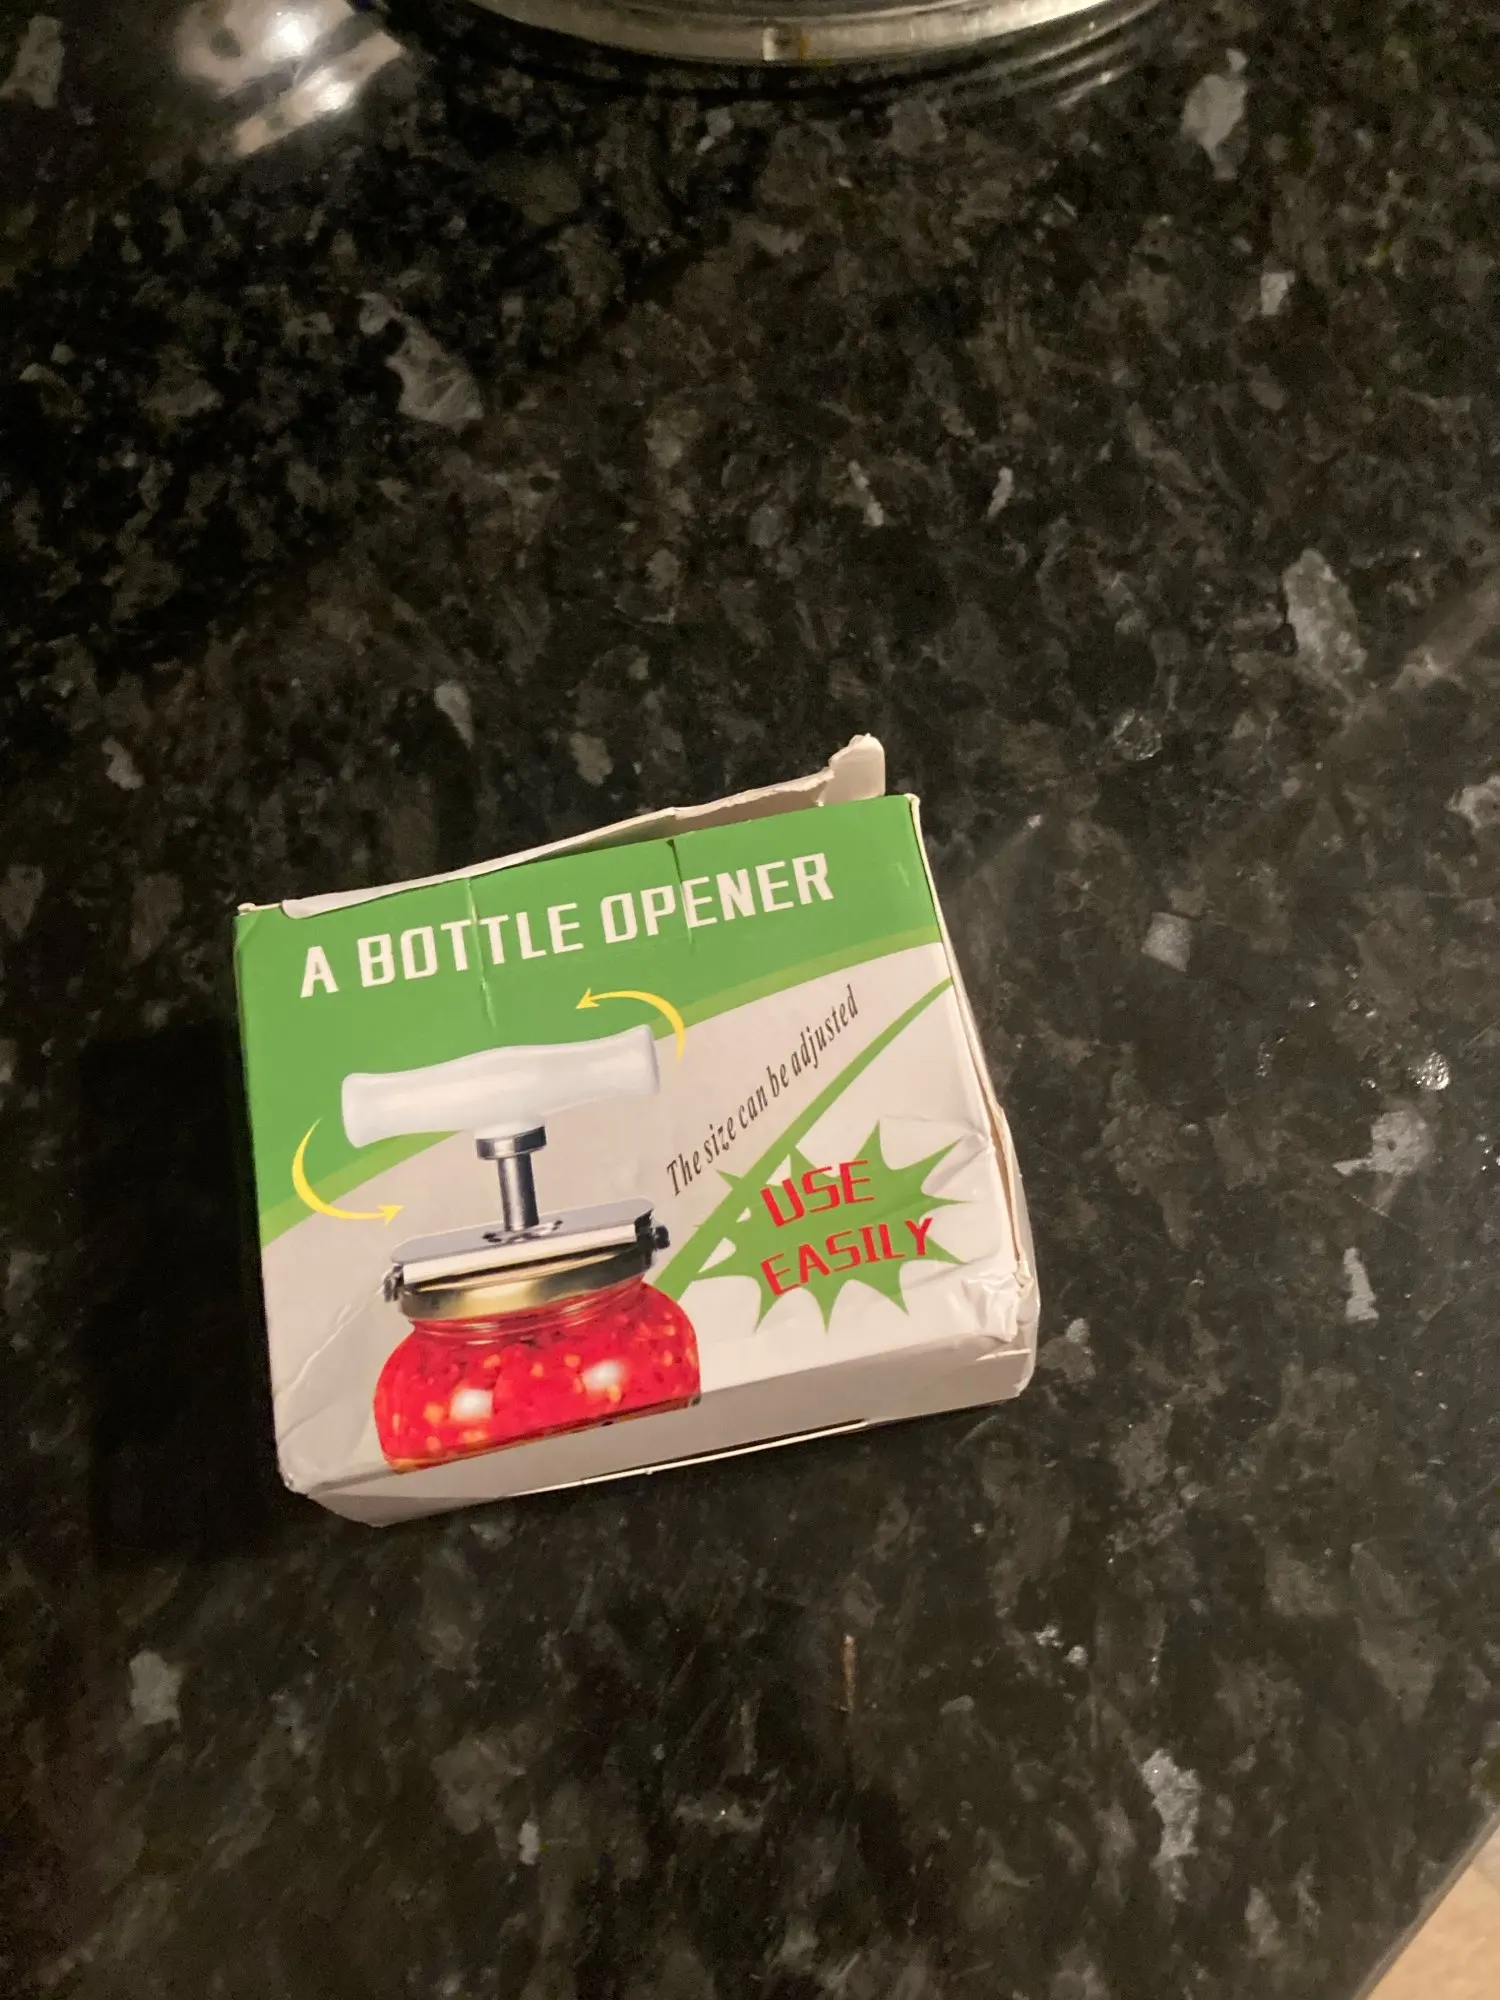 A BOTTLE OPENER
The size can be adjusted
USE
EASILY